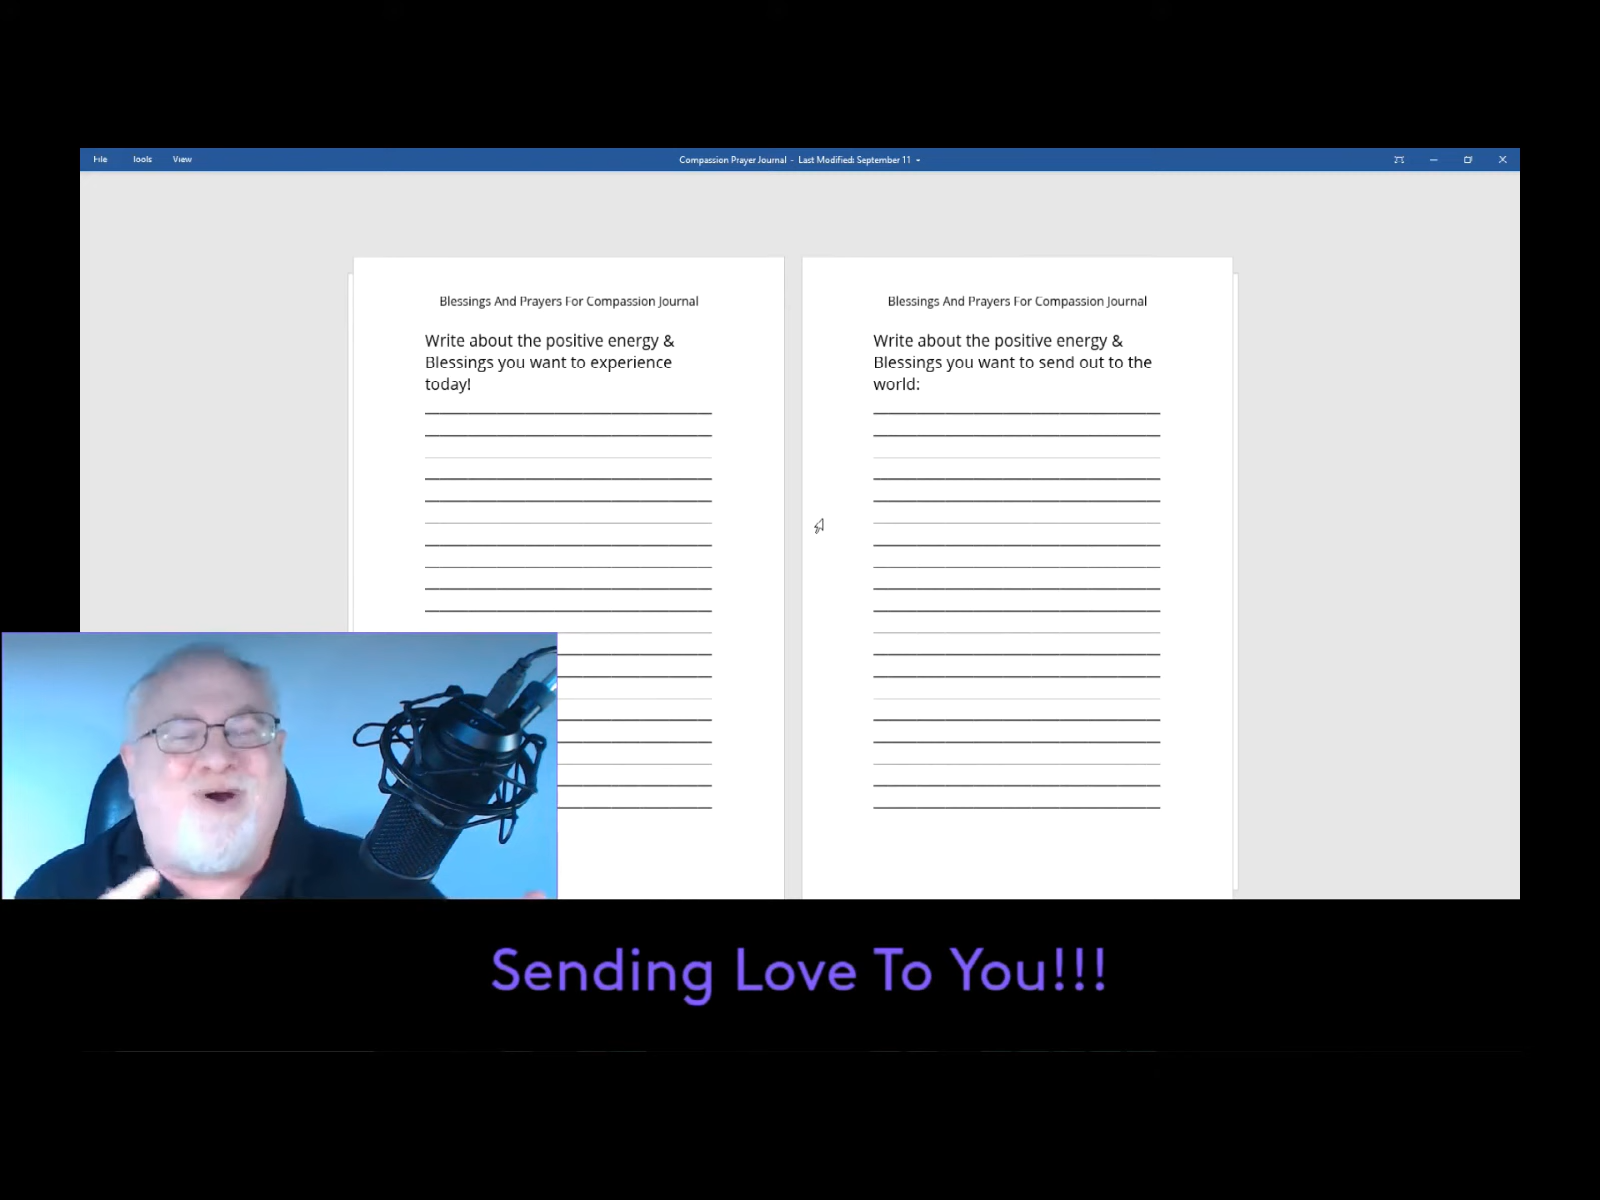 File Tools View Compassion Prayer Journal - Last Modified: September 11
Blessings And Prayers For Compassion Journal
Write about the positive energy &
Blessings you want to experience
today!
Blessings And Prayers For Compassion Journal
Write about the positive energy &
Blessings you want to send out to the
world:
Sending Love To You!!!